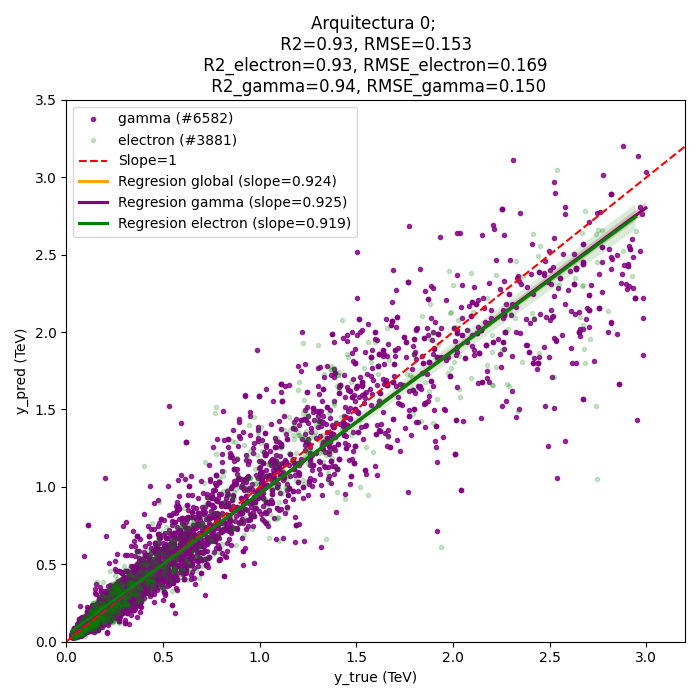 Arquitectura 0;
R2=0.93, RMSE=0.153
R2_electron=0.93, RMSE_electron=0.169
R2_gamma=0.94, RMSE_gamma=0.150
3.5
gamma (#6582)
electron (#3881)
Slope=1
Regresion global (slope=0.924)
Regresion gamma (slope=0.925)
Regresion electron (slope=0.919)
3.0
2.5
2.0
1.5
1.0
0.5
0.0
y_pred (TeV)
0.0 0.5 1.0 1.5 2.0 2.5 3.0
y_true (TeV)